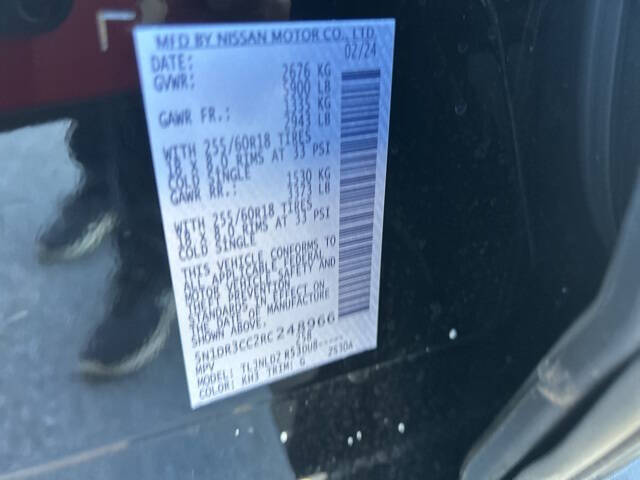 MFD BY NISSAN MOTOR CO., LTD.
DATE: 02/24
GVWR: 2676 KG
5900 LB
GAWR FR.: 1335 KG
2943 LB
WITH 255/60R18 TIRES
18 X 8.0 RIMS AT 33 PSI
COLD SINGLE
GAWR RR.: 1530 KG
3373 LB
WITH 255/60R18 TIRES
18 X 8.0 RIMS AT 33 PSI
COLD SINGLE
THIS VEHICLE CONFORMS TO
ALL APPLICABLE FEDERAL
MOTOR VEHICLE SAFETY AND
THEFT PREVENTION
STANDARDS IN EFFECT ON
THE DATE OF MANUFACTURE
SHOWN ABOVE.
5N1DR3CC2RC248966
MPV
MODEL:
COLOR: KH3 TRIM: G